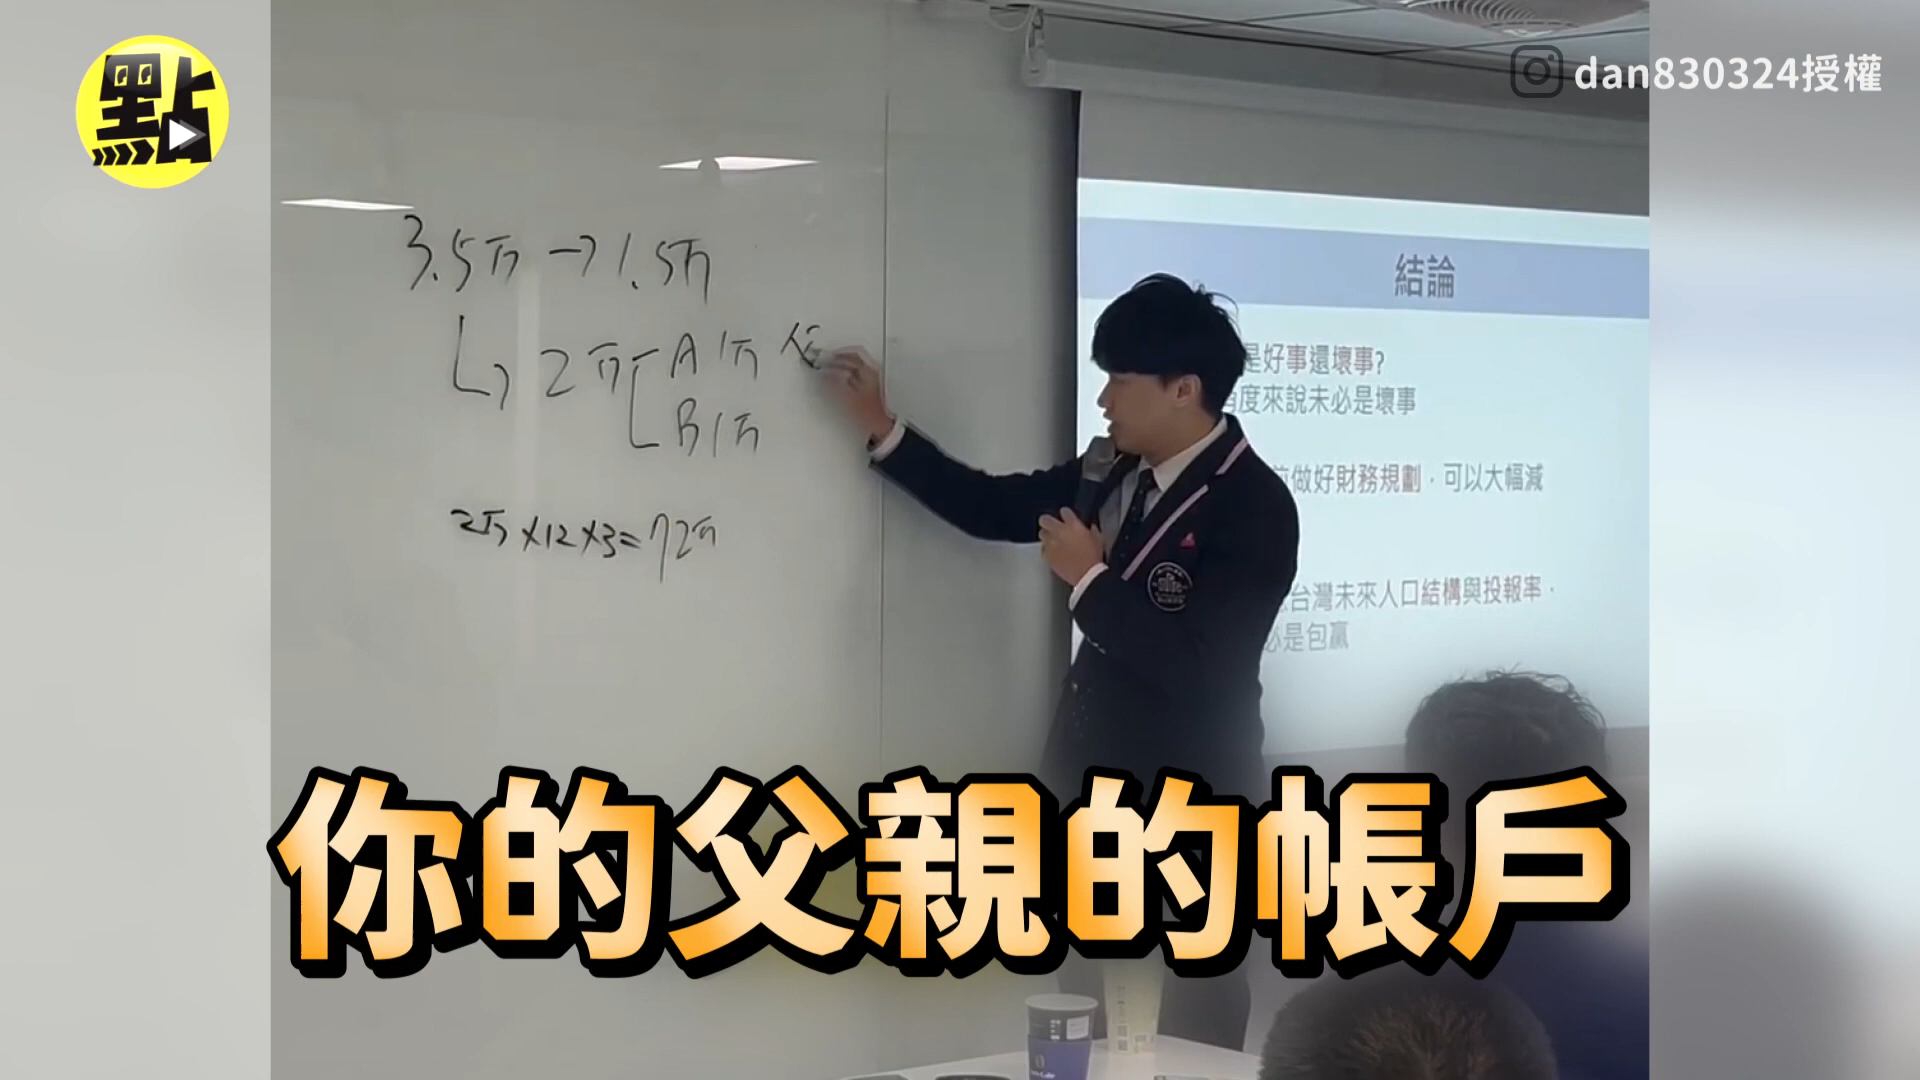 點
dan830324授權
3.5万→1.5万
↳2万
A1万
B1万
2万×12×3=72万
結論
是好事還壞事?
角度來說未必是壞事
做好財務規劃，可以大幅減
台灣未來人口結構與投報率，
必是包贏
你的父親的帳戶